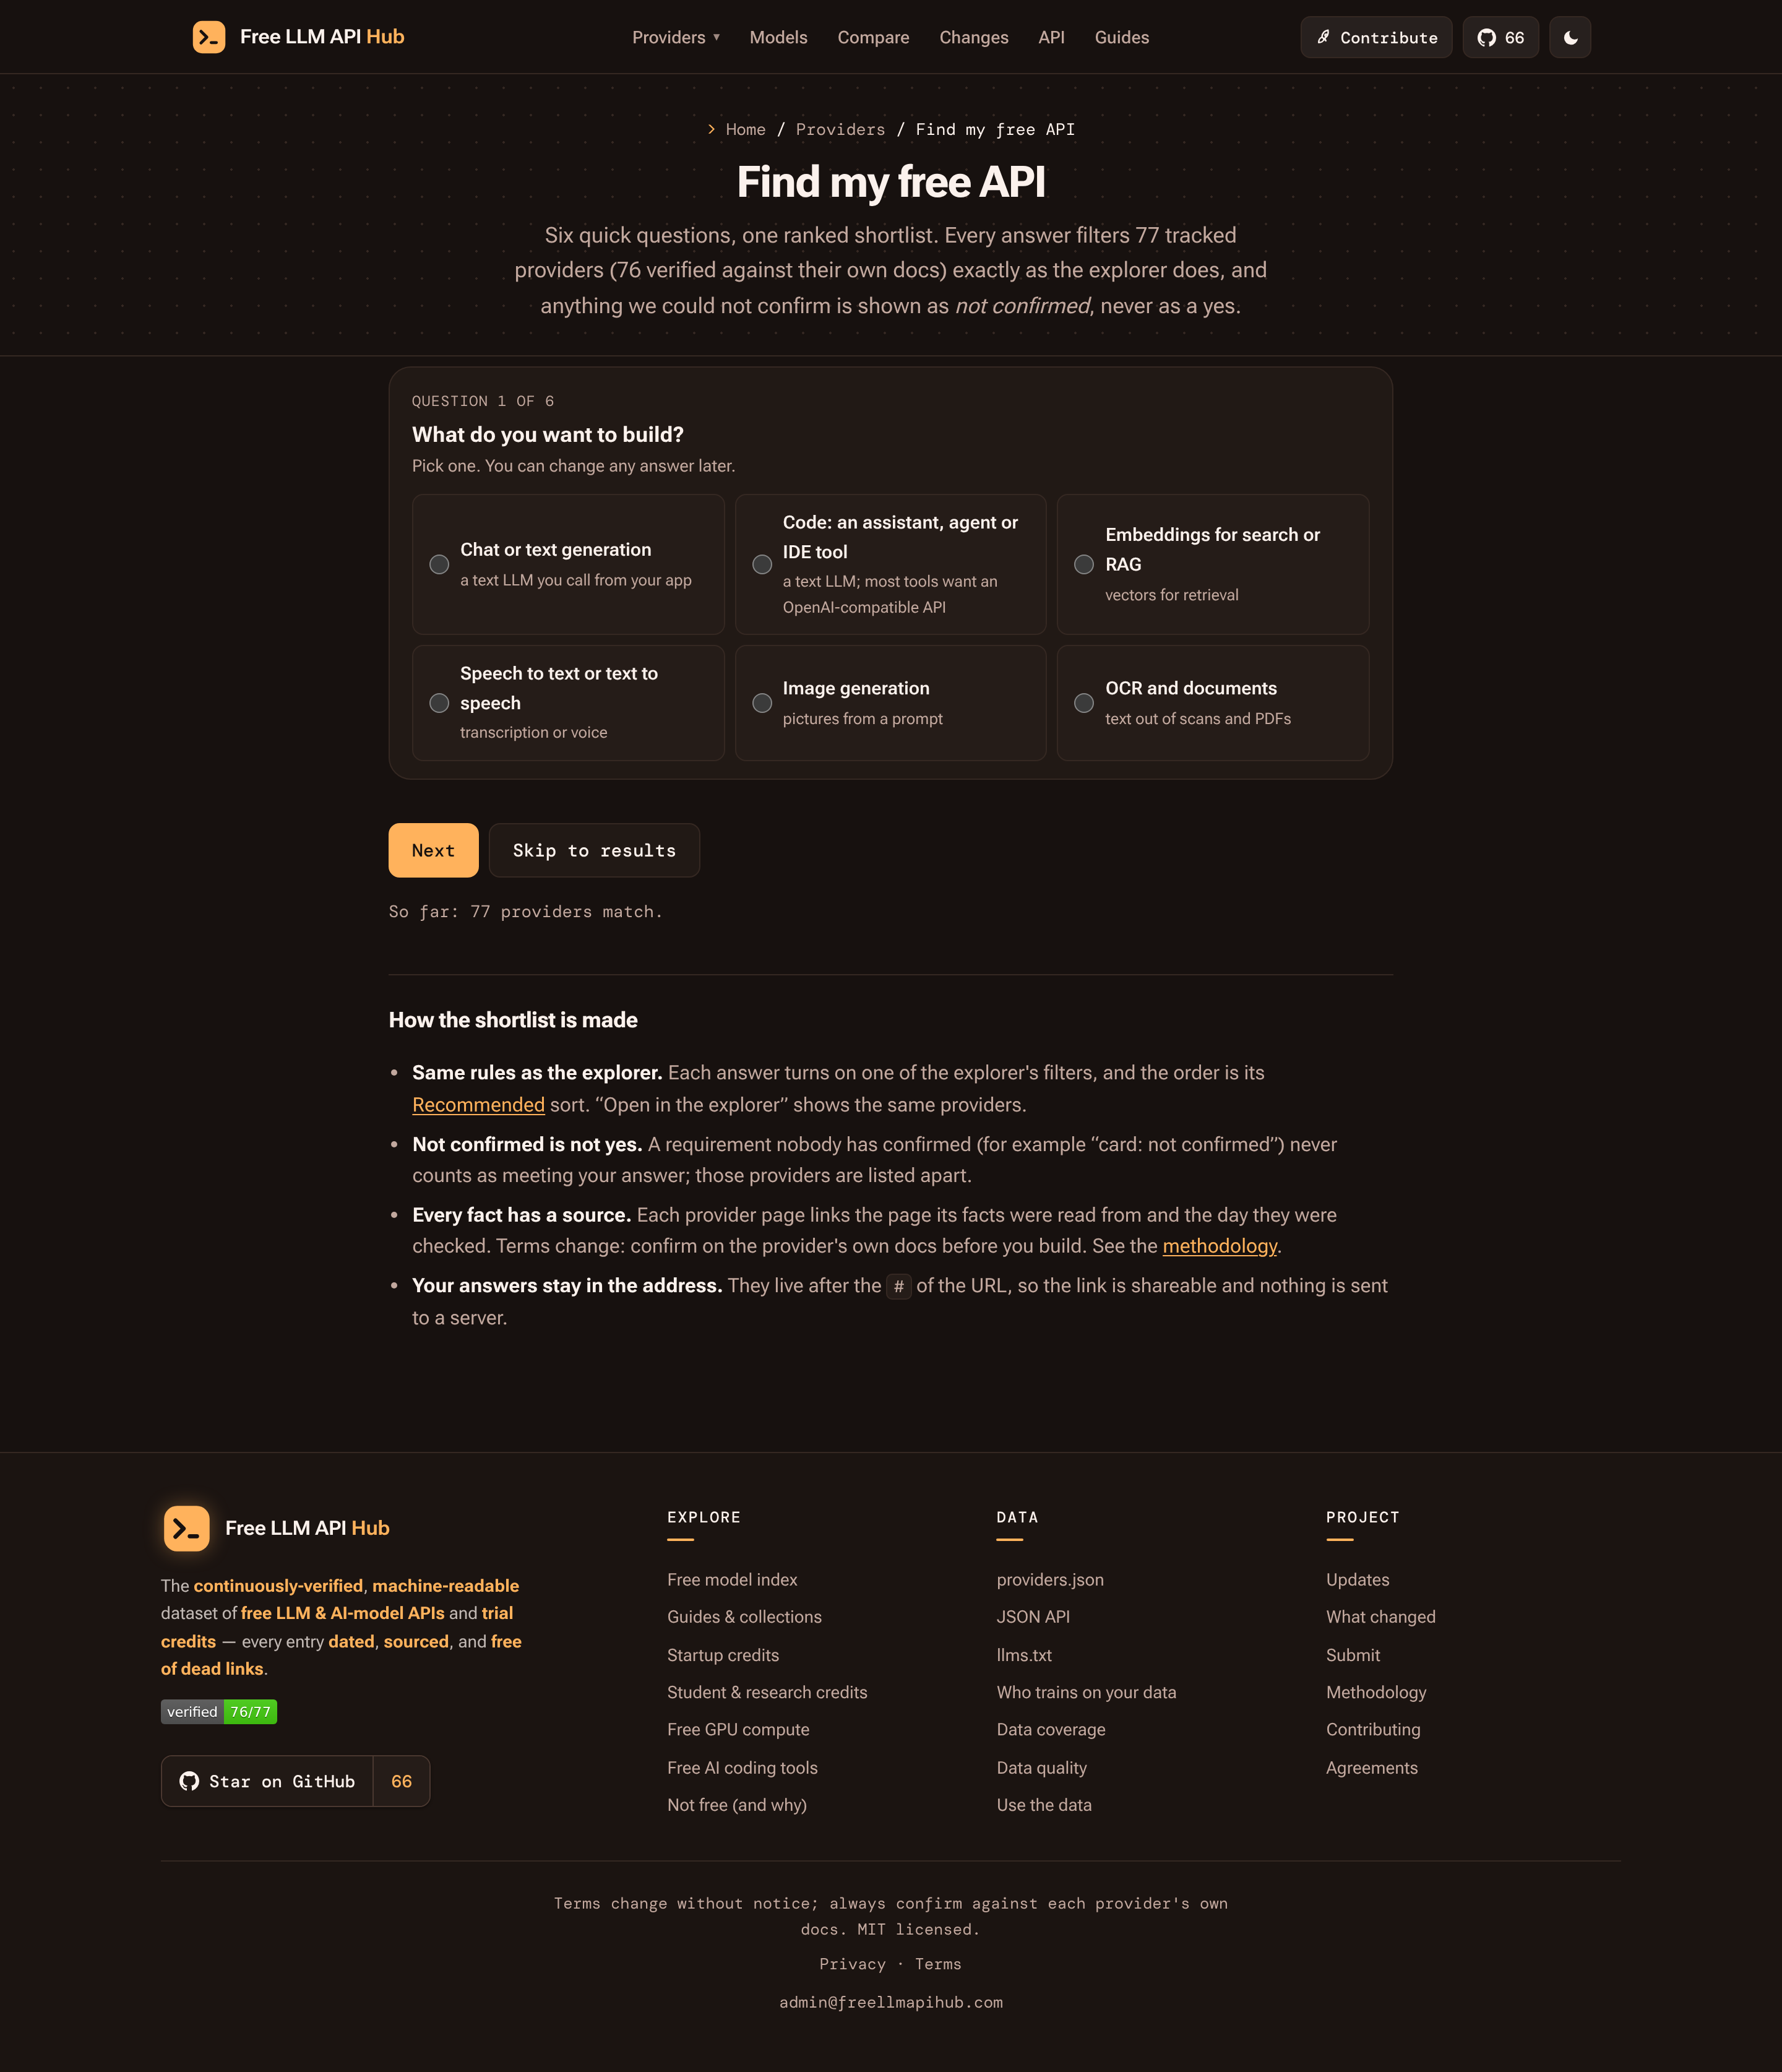 Free LLM API Hub
Providers ▾ Models Compare Changes API Guides
Contribute 66
> Home / Providers / Find my free API
Find my free API
Six quick questions, one ranked shortlist. Every answer filters 77 tracked
providers (76 verified against their own docs) exactly as the explorer does, and
anything we could not confirm is shown as not confirmed, never as a yes.
QUESTION 1 OF 6
What do you want to build?
Pick one. You can change any answer later.
Chat or text generation
a text LLM you call from your app
Code: an assistant, agent or
IDE tool
a text LLM; most tools want an
OpenAI-compatible API
Embeddings for search or
RAG
vectors for retrieval
Speech to text or text to
speech
transcription or voice
Image generation
pictures from a prompt
OCR and documents
text out of scans and PDFs
Next
Skip to results
So far: 77 providers match.
How the shortlist is made
• Same rules as the explorer. Each answer turns on one of the explorer's filters, and the order is its
Recommended sort. “Open in the explorer” shows the same providers.
• Not confirmed is not yes. A requirement nobody has confirmed (for example “card: not confirmed”) never
counts as meeting your answer; those providers are listed apart.
• Every fact has a source. Each provider page links the page its facts were read from and the day they were
checked. Terms change: confirm on the provider's own docs before you build. See the methodology.
• Your answers stay in the address. They live after the # of the URL, so the link is shareable and nothing is sent
to a server.
Free LLM API Hub
The continuously-verified, machine-readable
dataset of free LLM & AI-model APIs and trial
credits — every entry dated, sourced, and free
of dead links.
verified 76/77
Star on GitHub 66
EXPLORE
Free model index
Guides & collections
Startup credits
Student & research credits
Free GPU compute
Free AI coding tools
Not free (and why)
DATA
providers.json
JSON API
llms.txt
Who trains on your data
Data coverage
Data quality
Use the data
PROJECT
Updates
What changed
Submit
Methodology
Contributing
Agreements
Terms change without notice; always confirm against each provider's own
docs. MIT licensed.
Privacy · Terms
admin@freellmapihub.com